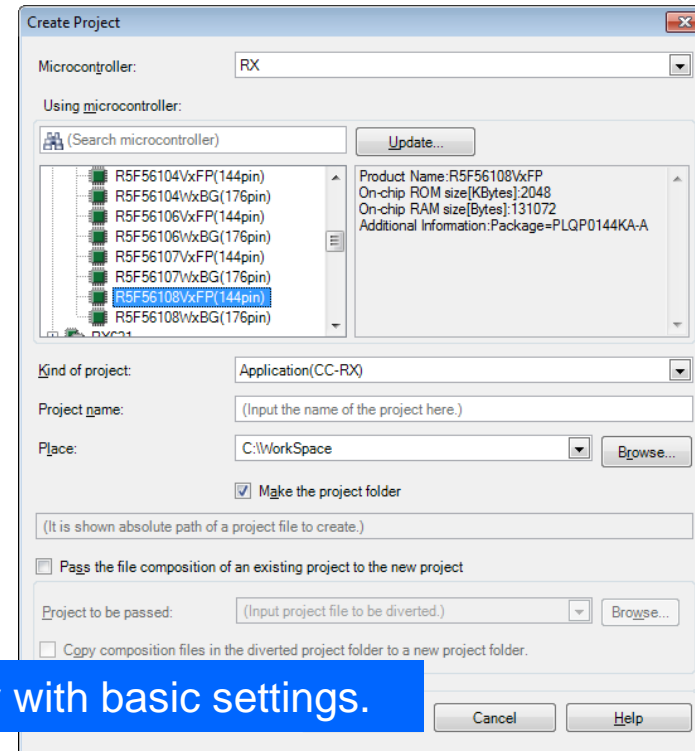 Create Project
Microcontroller:
RX
Using microcontroller:
(Search microcontroller)
Update...
R5F56104VxFP(144pin)
R5F56104WxBG(176pin)
R5F56106VxFP(144pin)
R5F56106WxBG(176pin)
R5F56107VxFP(144pin)
R5F56107WxBG(176pin)
R5F56108VxFP(144pin)
R5F56108WxBG(176pin)
Product Name:R5F56108VxFP
On-chip ROM size[KBytes]:2048
On-chip RAM size[Bytes]:131072
Additional Information:Package=PLQP0144KA-A
Kind of project:
Application(CC-RX)
Project name:
(Input the name of the project here.)
Place:
C:\WorkSpace
Browse...
Make the project folder
(It is shown absolute path of a project file to create.)
Pass the file composition of an existing project to the new project
Project to be passed:
(Input project file to be diverted.)
Browse...
Copy composition files in the diverted project folder to a new project folder.
with basic settings.
Cancel
Help